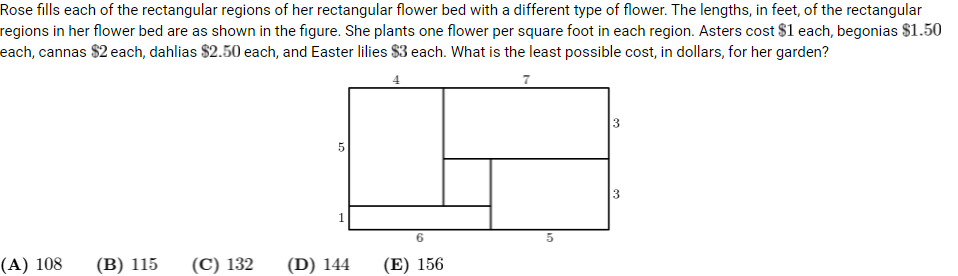 Rose fills each of the rectangular regions of her rectangular flower bed with a different type of flower. The lengths, in feet, of the rectangular
regions in her flower bed are as shown in the figure. She plants one flower per square foot in each region. Asters cost $1 each, begonias $1.50
each, cannas $2 each, dahlias $2.50 each, and Easter lilies $3 each. What is the least possible cost, in dollars, for her garden?
4 7
3
5
3
1
6 5
(A) 108 (B) 115 (C) 132 (D) 144 (E) 156